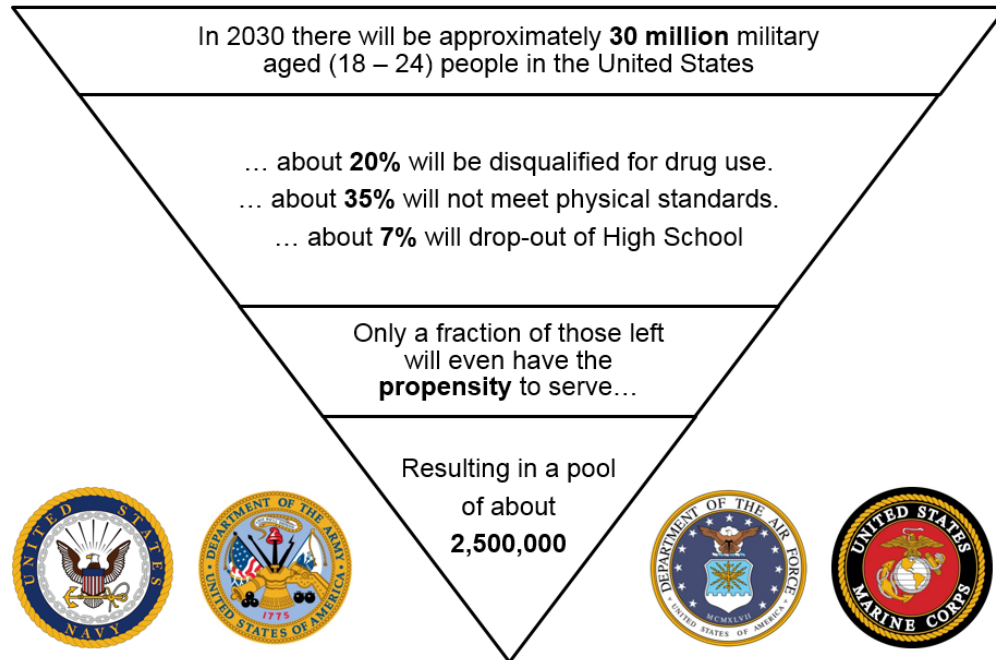 In 2030 there will be approximately 30 million military
aged (18 – 24) people in the United States
… about 20% will be disqualified for drug use.
… about 35% will not meet physical standards.
… about 7% will drop-out of High School
Only a fraction of those left
will even have the
propensity to serve…
Resulting in a pool
of about
2,500,000
UNITED STATES
NAVY
DEPARTMENT OF THE ARMY
1775
UNITED STATES OF AMERICA
DEPARTMENT OF THE AIR FORCE
MCMXLVII
UNITED STATES OF AMERICA
UNITED STATES
MARINE CORPS